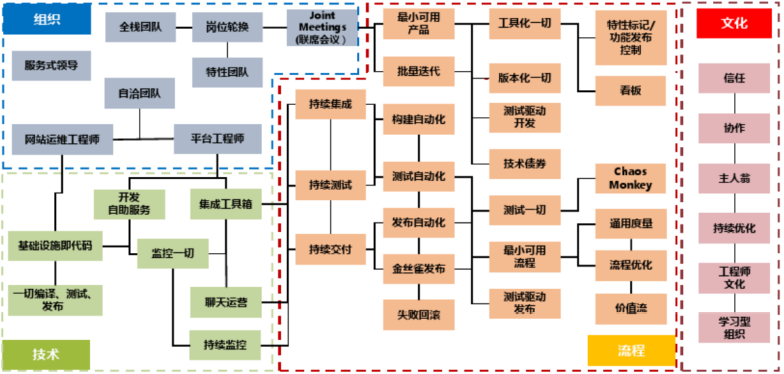 组织
全栈团队
岗位轮换
Joint
Meetings
(联席会议)
服务式领导
特性团队
自治团队
网站运维工程师
平台工程师
开发
自助服务
集成工具箱
基础设施即代码
监控一切
一切编译、测试、
发布
聊天运营
持续监控
技术
最小可用
产品
工具化一切
特性标记/
功能发布
控制
批量迭代
版本化一切
看板
持续集成
构建自动化
测试驱动
开发
技术债券
持续测试
测试自动化
测试一切
Chaos
Monkey
发布自动化
通用度量
持续交付
最小可用
流程
金丝雀发布
流程优化
测试驱动
发布
失败回滚
价值流
流程
文化
信任
协作
主人翁
持续优化
工程师
文化
学习型
组织